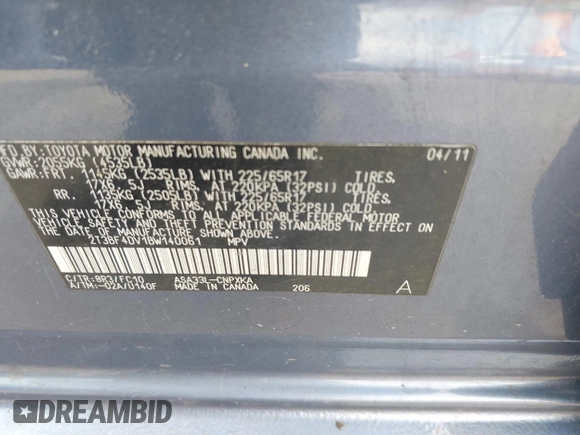 MFD.BY:TOYOTA MOTOR MANUFACTURING CANADA INC. 04/11
GVWR:2055KG (4535LB)
GAWR:FRT. 1145KG (2535LB) WITH 225/65R17 TIRES,
17X6.5J RIMS, AT 220KPA (32PSI) COLD
RR. 1135KG (2505LB) WITH 225/65R17 TIRES,
17X6.5J RIMS, AT 220KPA (32PSI) COLD
THIS VEHICLE CONFORMS TO ALL APPLICABLE FEDERAL MOTOR
VEHICLE SAFETY AND THEFT PREVENTION STANDARDS IN EFFECT ON
THE DATE OF MANUFACTURE SHOWN ABOVE.
2T3BF4DV1BW140061 MPV
C/TR:8R3/FC10 ASA33L-CNPXKA
A/TM:-02A/U140F MADE IN CANADA 206 A
DREAMBID